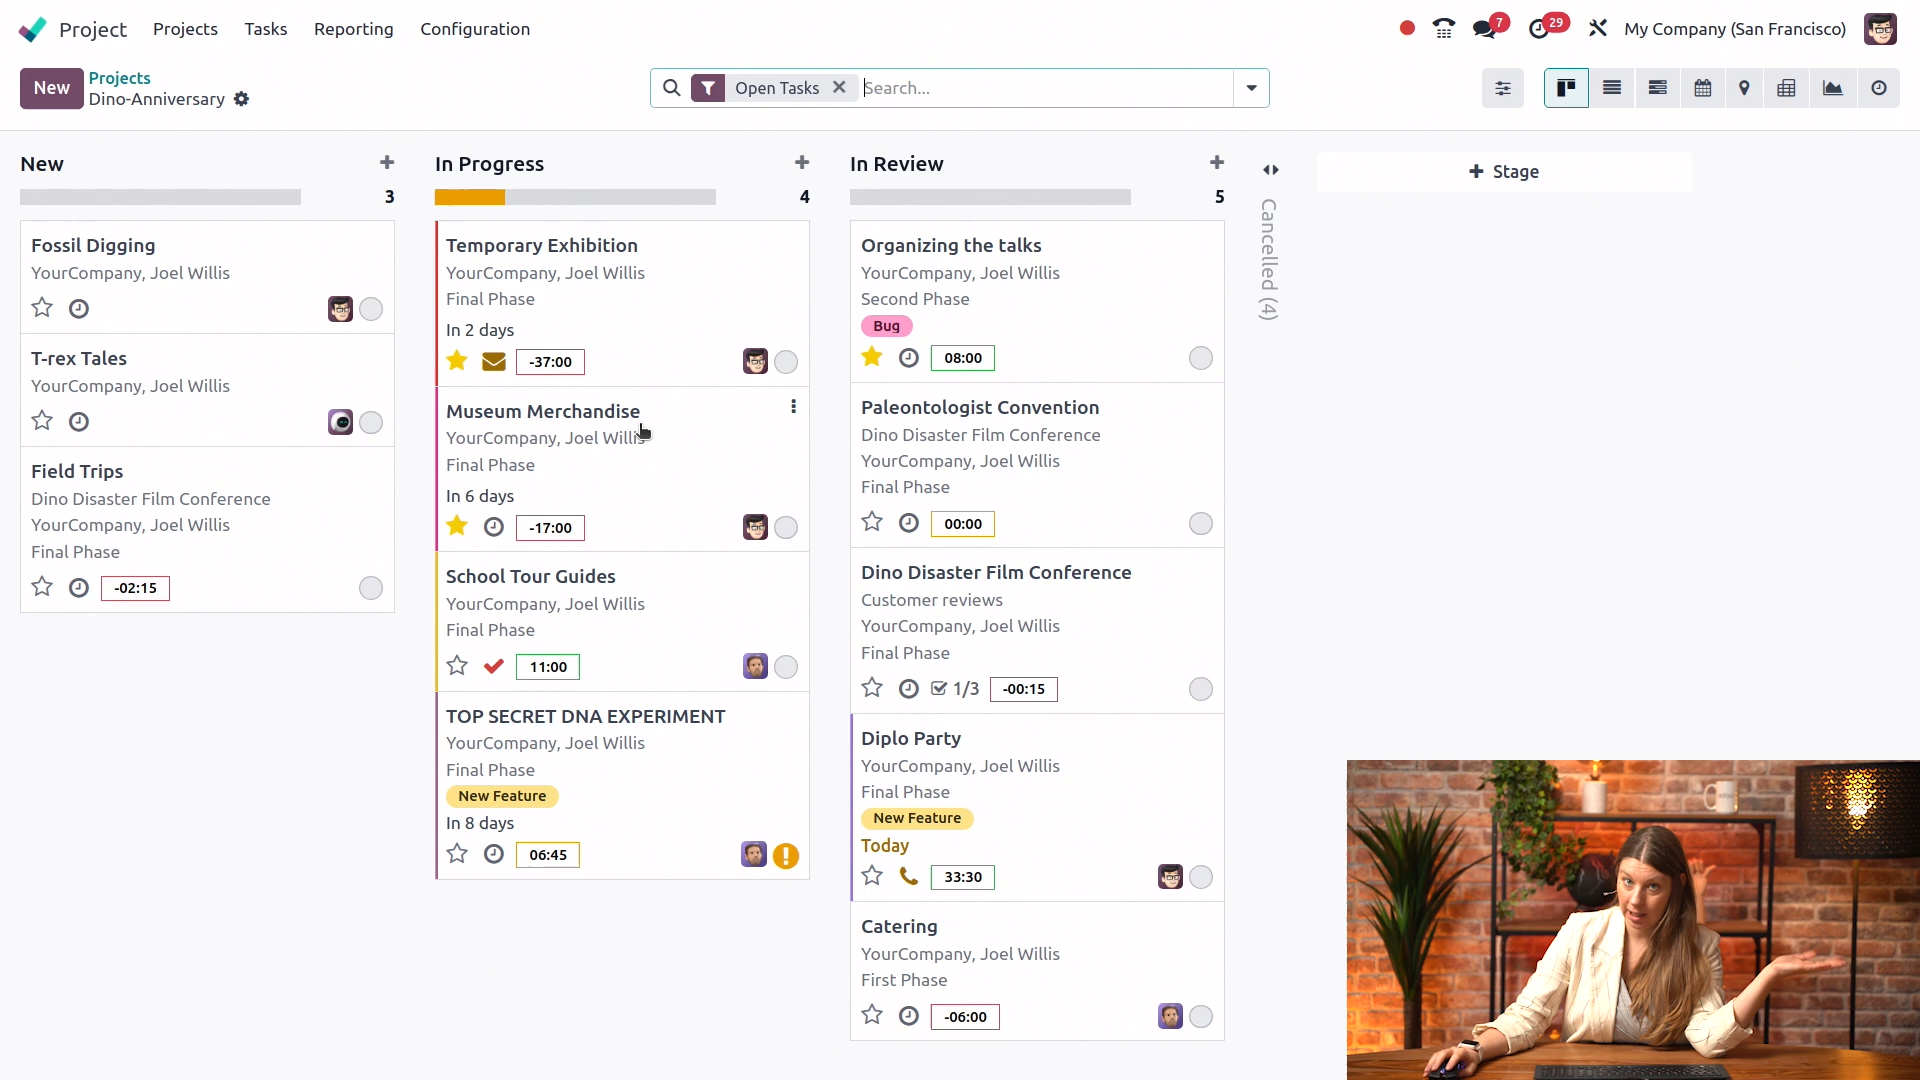 Project
Projects
Tasks
Reporting
Configuration
7
29
My Company (San Francisco)
New
Projects
Dino-Anniversary
Open Tasks
Search...
New
3
Fossil Digging
YourCompany, Joel Willis
T-rex Tales
YourCompany, Joel Willis
Field Trips
Dino Disaster Film Conference
YourCompany, Joel Willis
Final Phase
-02:15
In Progress
4
Temporary Exhibition
YourCompany, Joel Willis
Final Phase
In 2 days
-37:00
Museum Merchandise
YourCompany, Joel Willis
Final Phase
In 6 days
-17:00
School Tour Guides
YourCompany, Joel Willis
Final Phase
11:00
TOP SECRET DNA EXPERIMENT
YourCompany, Joel Willis
Final Phase
New Feature
In 8 days
06:45
In Review
5
Organizing the talks
YourCompany, Joel Willis
Second Phase
Bug
08:00
Paleontologist Convention
Dino Disaster Film Conference
YourCompany, Joel Willis
Final Phase
00:00
Dino Disaster Film Conference
Customer reviews
YourCompany, Joel Willis
Final Phase
1/3
-00:15
Diplo Party
YourCompany, Joel Willis
Final Phase
New Feature
Today
33:30
Catering
YourCompany, Joel Willis
First Phase
-06:00
Cancelled (4)
Stage